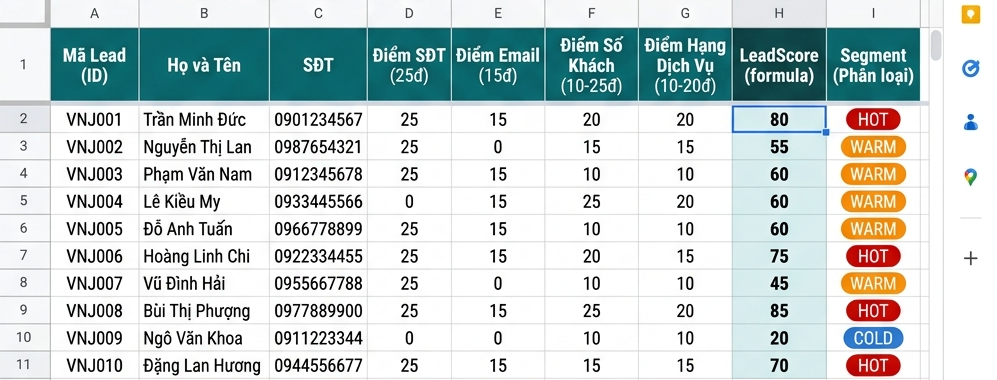 A B C D E F G H I
1 Mã Lead (ID) Họ và Tên SĐT Điểm SĐT (25đ) Điểm Email (15đ) Điểm Số Khách (10-25đ) Điểm Hạng Dịch Vụ (10-20đ) LeadScore (formula) Segment (Phân loại)
2 VNJ001 Trần Minh Đức 0901234567 25 15 20 20 80 HOT
3 VNJ002 Nguyễn Thị Lan 0987654321 25 0 15 15 55 WARM
4 VNJ003 Phạm Văn Nam 0912345678 25 15 10 10 60 WARM
5 VNJ004 Lê Kiều My 0933445566 0 15 25 20 60 WARM
6 VNJ005 Đỗ Anh Tuấn 0966778899 25 15 10 10 60 WARM
7 VNJ006 Hoàng Linh Chi 0922334455 25 15 20 15 75 HOT
8 VNJ007 Vũ Đình Hải 0955667788 25 0 10 10 45 WARM
9 VNJ008 Bùi Thị Phượng 0977889900 25 15 25 20 85 HOT
10 VNJ009 Ngô Văn Khoa 0911223344 0 0 10 10 20 COLD
11 VNJ010 Đặng Lan Hương 0944556677 25 15 15 15 70 HOT